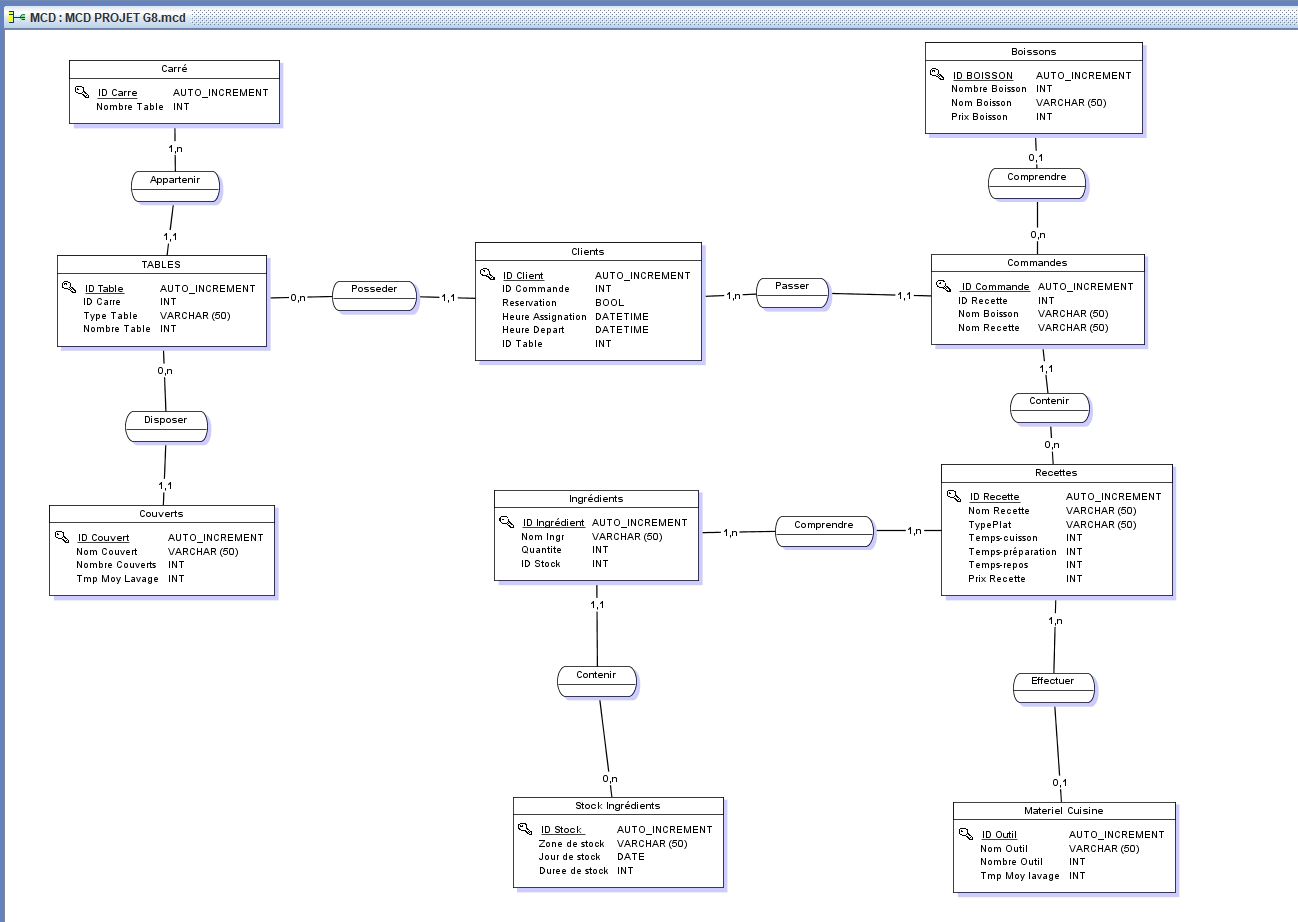 MCD : MCD PROJET G8.mcd
Carré
ID Carre AUTO_INCREMENT
Nombre Table INT
1,n
Appartenir
1,1
TABLES
ID Table AUTO_INCREMENT
ID Carre INT
Type Table VARCHAR (50)
Nombre Table INT
0,n
Posseder
1,1
Clients
ID Client AUTO_INCREMENT
ID Commande INT
Reservation BOOL
Heure Assignation DATETIME
Heure Depart DATETIME
ID Table INT
1,n
Passer
1,1
Boissons
ID BOISSON AUTO_INCREMENT
Nombre Boisson INT
Nom Boisson VARCHAR (50)
Prix Boisson INT
0,1
Comprendre
0,n
Commandes
ID Commande AUTO_INCREMENT
ID Recette INT
Nom Boisson VARCHAR (50)
Nom Recette VARCHAR (50)
1,1
Contenir
0,n
0,n
Disposer
1,1
Couverts
ID Couvert AUTO_INCREMENT
Nom Couvert VARCHAR (50)
Nombre Couverts INT
Tmp Moy Lavage INT
Ingrédients
ID Ingrédient AUTO_INCREMENT
Nom Ingr VARCHAR (50)
Quantite INT
ID Stock INT
1,n
Comprendre
1,n
Recettes
ID Recette AUTO_INCREMENT
Nom Recette VARCHAR (50)
TypePlat VARCHAR (50)
Temps-cuisson INT
Temps-préparation INT
Temps-repos INT
Prix Recette INT
1,1
Contenir
0,n
Stock Ingrédients
ID Stock AUTO_INCREMENT
Zone de stock VARCHAR (50)
Jour de stock DATE
Duree de stock INT
1,n
Effectuer
0,1
Materiel Cuisine
ID Outil AUTO_INCREMENT
Nom Outil VARCHAR (50)
Nombre Outil INT
Tmp Moy lavage INT